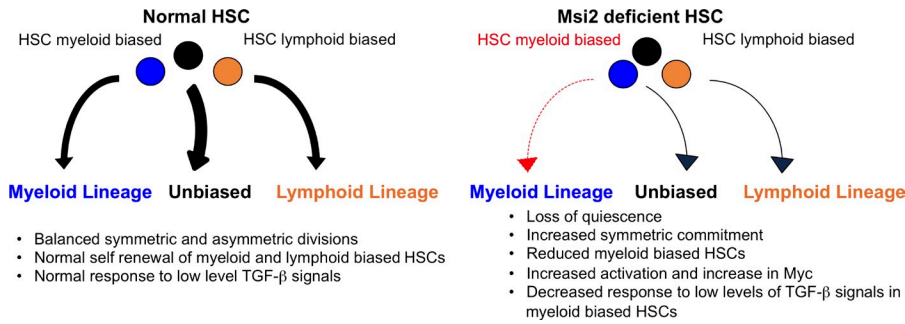 Normal HSC
HSC myeloid biased
HSC lymphoid biased
Myeloid Lineage
Unbiased
Lymphoid Lineage
• Balanced symmetric and asymmetric divisions
• Normal self renewal of myeloid and lymphoid biased HSCs
• Normal response to low level TGF-β signals
Msi2 deficient HSC
HSC myeloid biased
HSC lymphoid biased
Myeloid Lineage
Unbiased
Lymphoid Lineage
• Loss of quiescence
• Increased symmetric commitment
• Reduced myeloid biased HSCs
• Increased activation and increase in Myc
• Decreased response to low levels of TGF-β signals in
myeloid biased HSCs